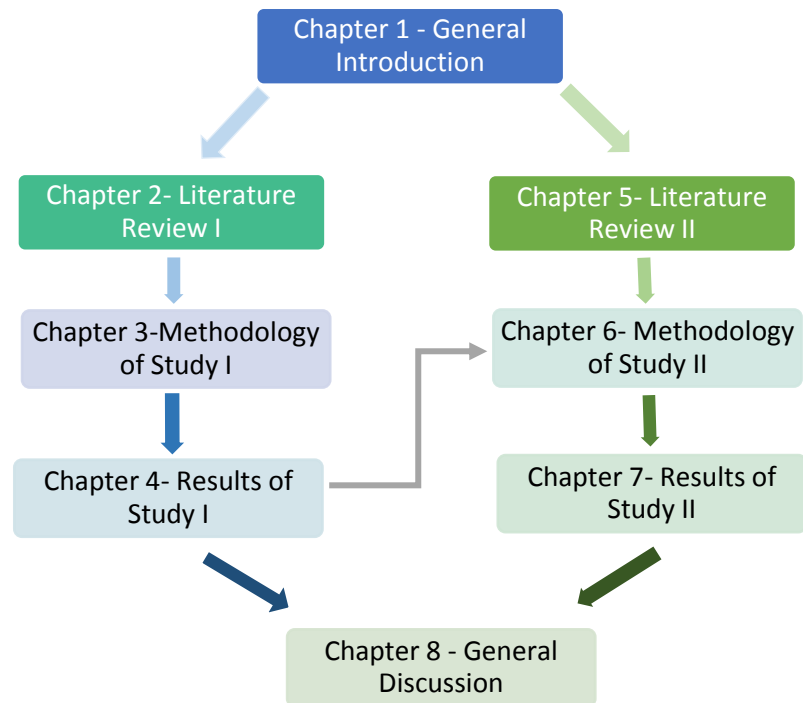 Chapter 1 - General
Introduction
Chapter 2- Literature
Review I
Chapter 5- Literature
Review II
Chapter 3-Methodology
of Study I
Chapter 6- Methodology
of Study II
Chapter 4- Results of
Study I
Chapter 7- Results of
Study II
Chapter 8 - General
Discussion